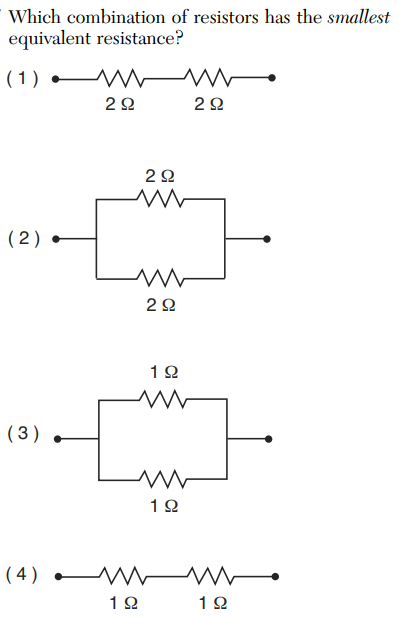 Which combination of resistors has the smallest
equivalent resistance?
(1)
2 Ω 2 Ω
2 Ω
(2)
2 Ω
1 Ω
(3)
1 Ω
(4)
1 Ω 1 Ω